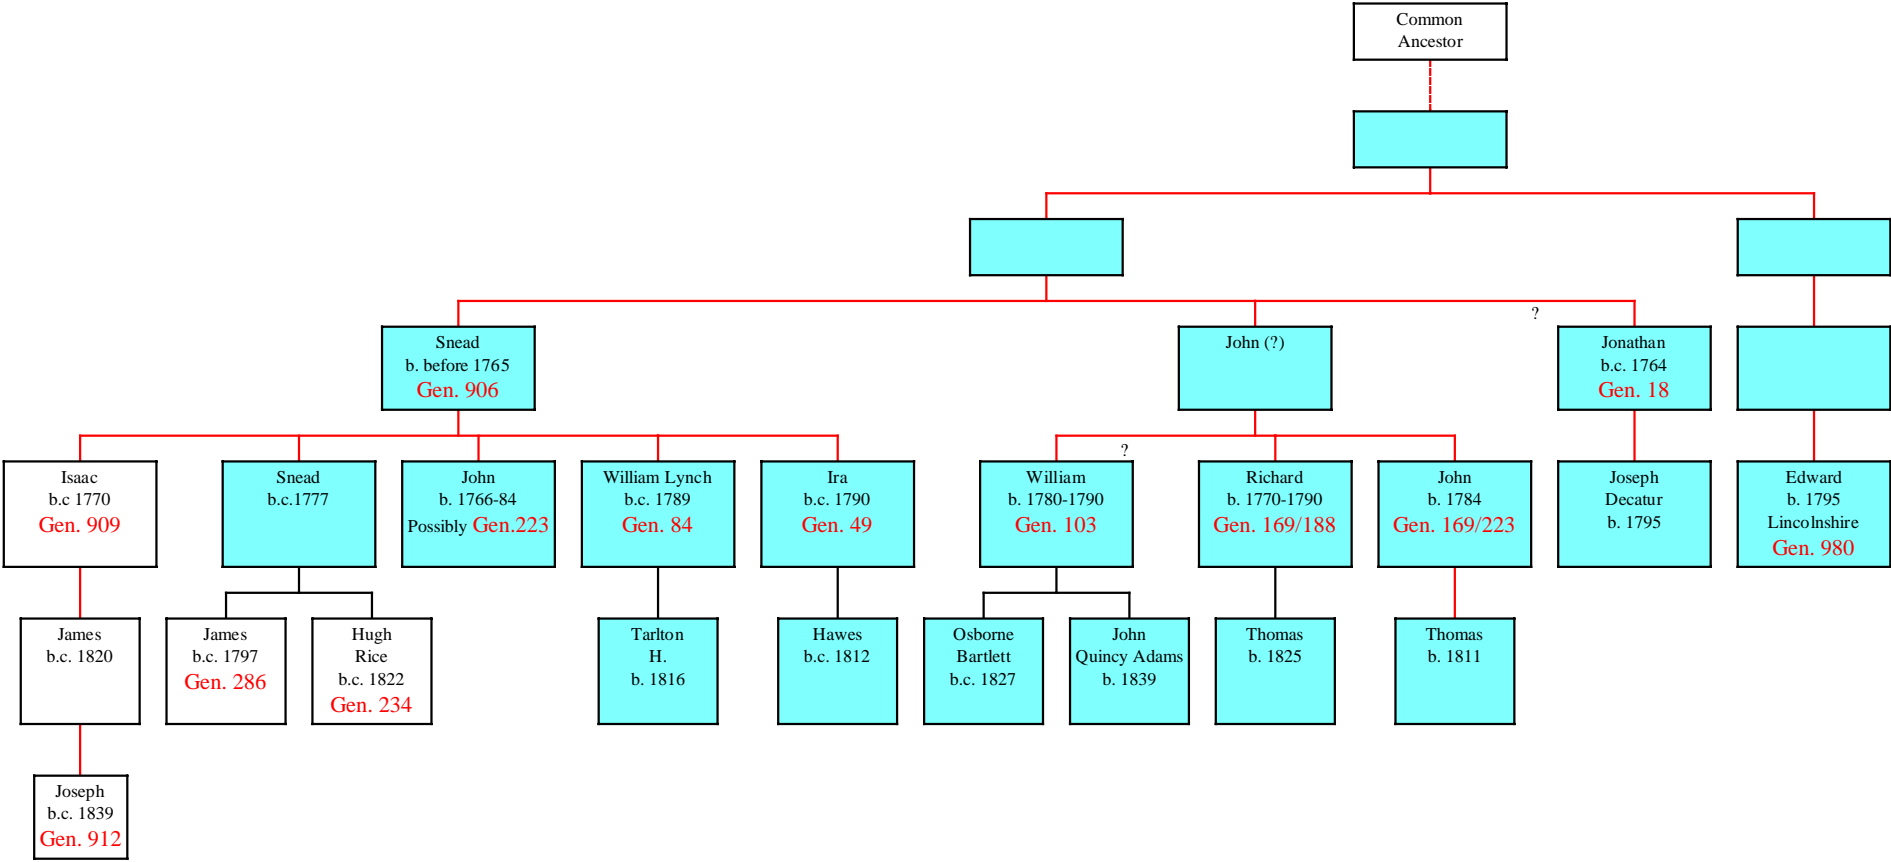 Common
Ancestor
?
Snead
b. before 1765
Gen. 906
John (?)
Jonathan
b.c. 1764
Gen. 18
?
Isaac
b.c 1770
Gen. 909
Snead
b.c.1777
John
b. 1766-84
Possibly Gen.223
William Lynch
b.c. 1789
Gen. 84
Ira
b.c. 1790
Gen. 49
William
b. 1780-1790
Gen. 103
Richard
b. 1770-1790
Gen. 169/188
John
b. 1784
Gen. 169/223
Joseph
Decatur
b. 1795
Edward
b. 1795
Lincolnshire
Gen. 980
James
b.c. 1820
James
b.c. 1797
Gen. 286
Hugh
Rice
b.c. 1822
Gen. 234
Tarlton
H.
b. 1816
Hawes
b.c. 1812
Osborne
Bartlett
b.c. 1827
John
Quincy Adams
b. 1839
Thomas
b. 1825
Thomas
b. 1811
Joseph
b.c. 1839
Gen. 912